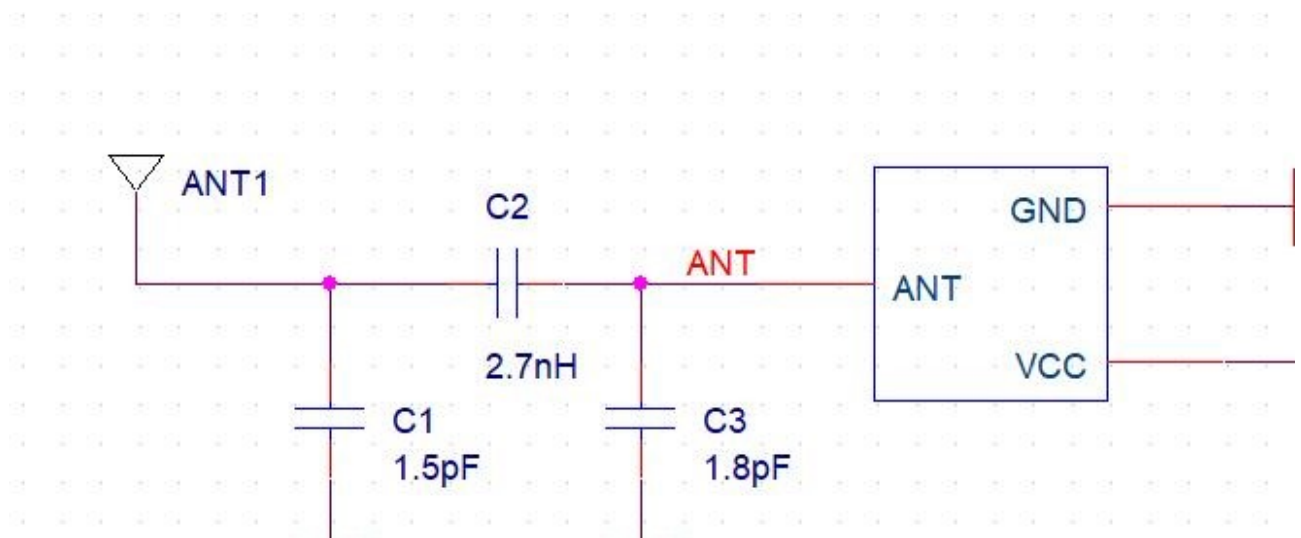 ANT1
C2
2.7nH
C1
1.5pF
C3
1.8pF
ANT
ANT
GND
VCC